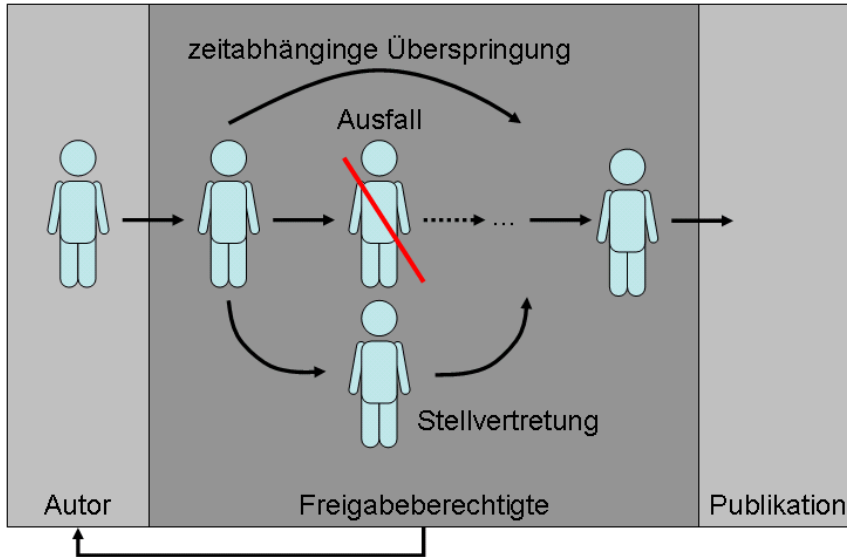 zeitabhänginge Überspringung
Ausfall
...
Stellvertretung
Autor
Freigabeberechtigte
Publikation